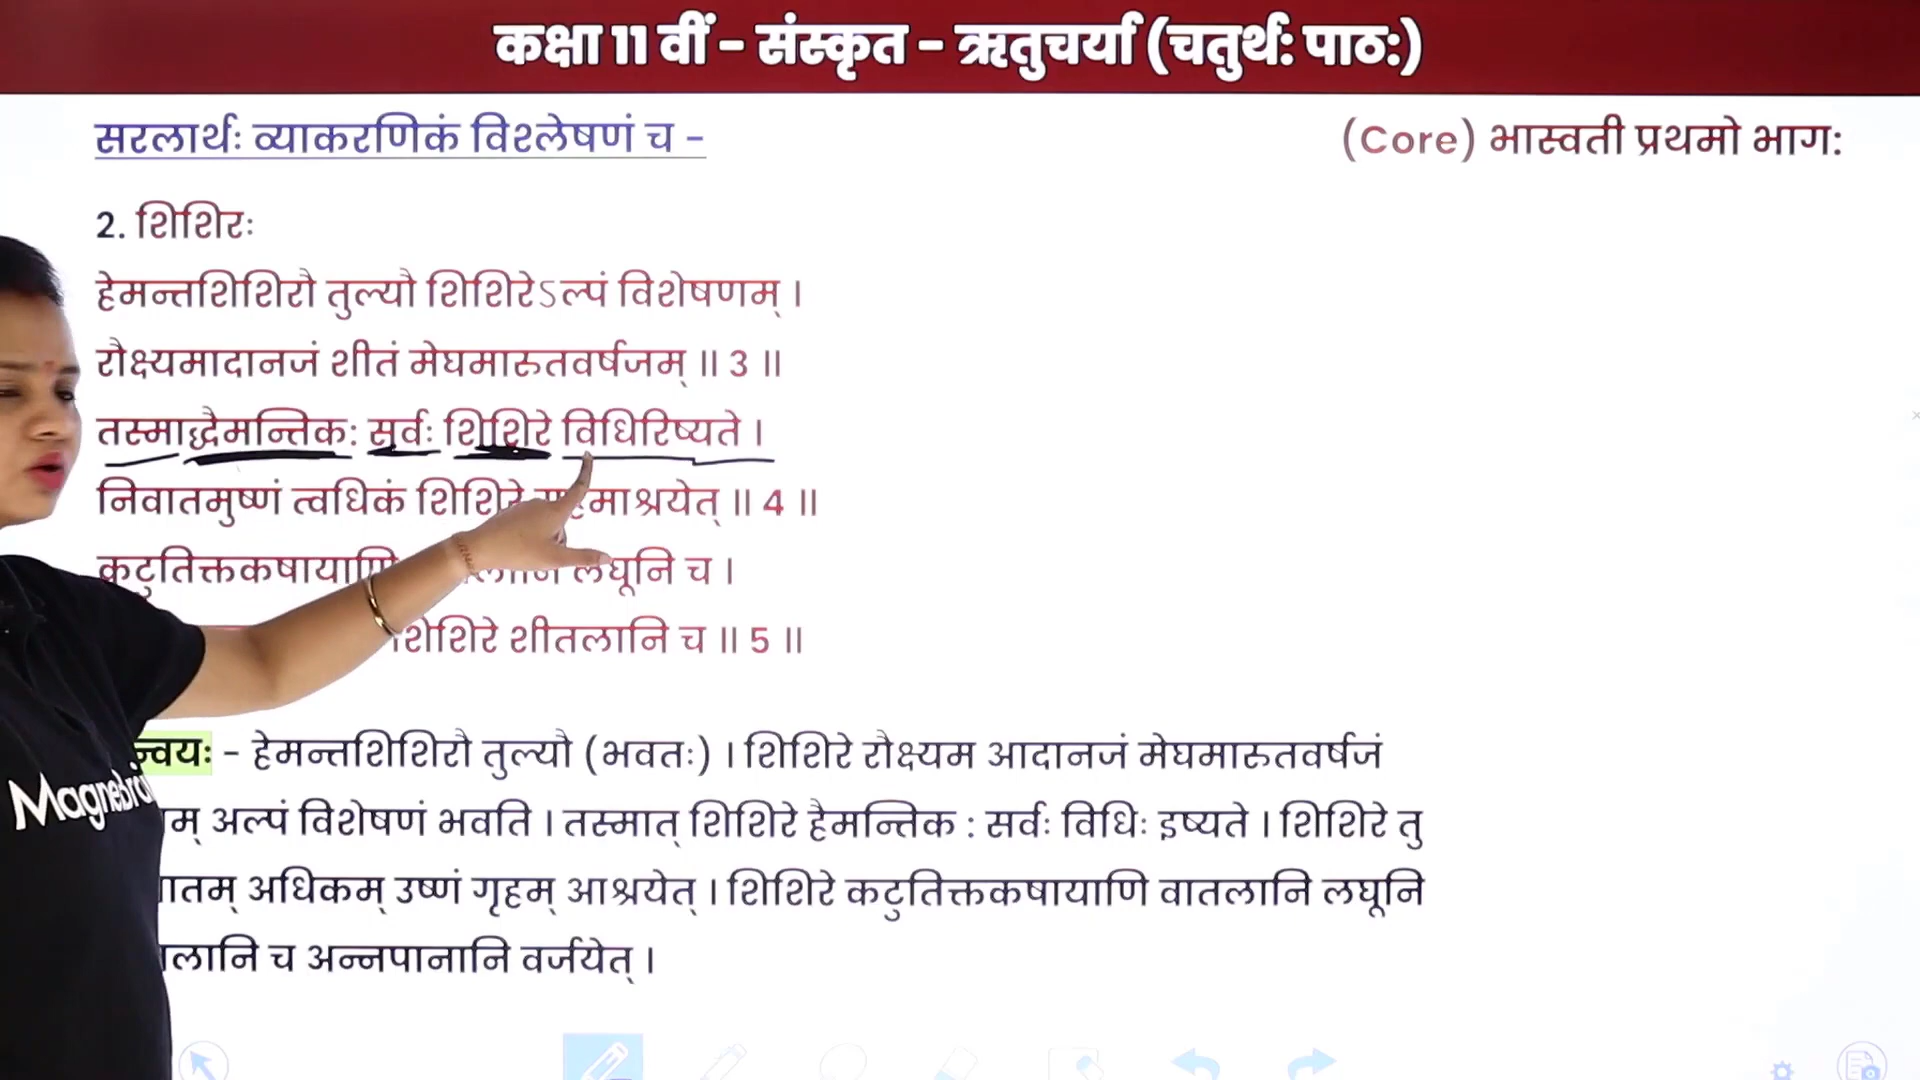 कक्षा 11 वीं - संस्कृत - ऋतुचर्या (चतुर्थ: पाठ:)
सरलार्थः व्याकरणिकं विश्लेषणं च -
(Core) भास्वती प्रथमो भाग:
2. शिशिरः
हेमन्तशिशिरौ तुल्यौ शिशिरेऽल्पं विशेषणम् ।
रौक्ष्यमादानजं शीतं मेघमारुतवर्षजम् ॥ 3 ॥
तस्माद्धैमन्तिक: सर्वः शिशिरे विधिरिष्यते ।
निवातमुष्णं त्वधिकं शिशिरे ॥ 4 ॥
कटुतिक्तकषायाणि लघूनि च ।
शिशिरे शीतलानि च ॥ 5 ॥
- हेमन्तशिशिरौ तुल्यौ (भवतः) । शिशिरे रौक्ष्यम आदानजं मेघमारुतवर्षजं
अल्पं विशेषणं भवति । तस्मात् शिशिरे हैमन्तिक : सर्वः विधिः इष्यते । शिशिरे तु
अधिकम् उष्णं गृहम् आश्रयेत् । शिशिरे कटुतिक्तकषायाणि वातलानि लघूनि
च अन्नपानानि वर्जयेत् ।